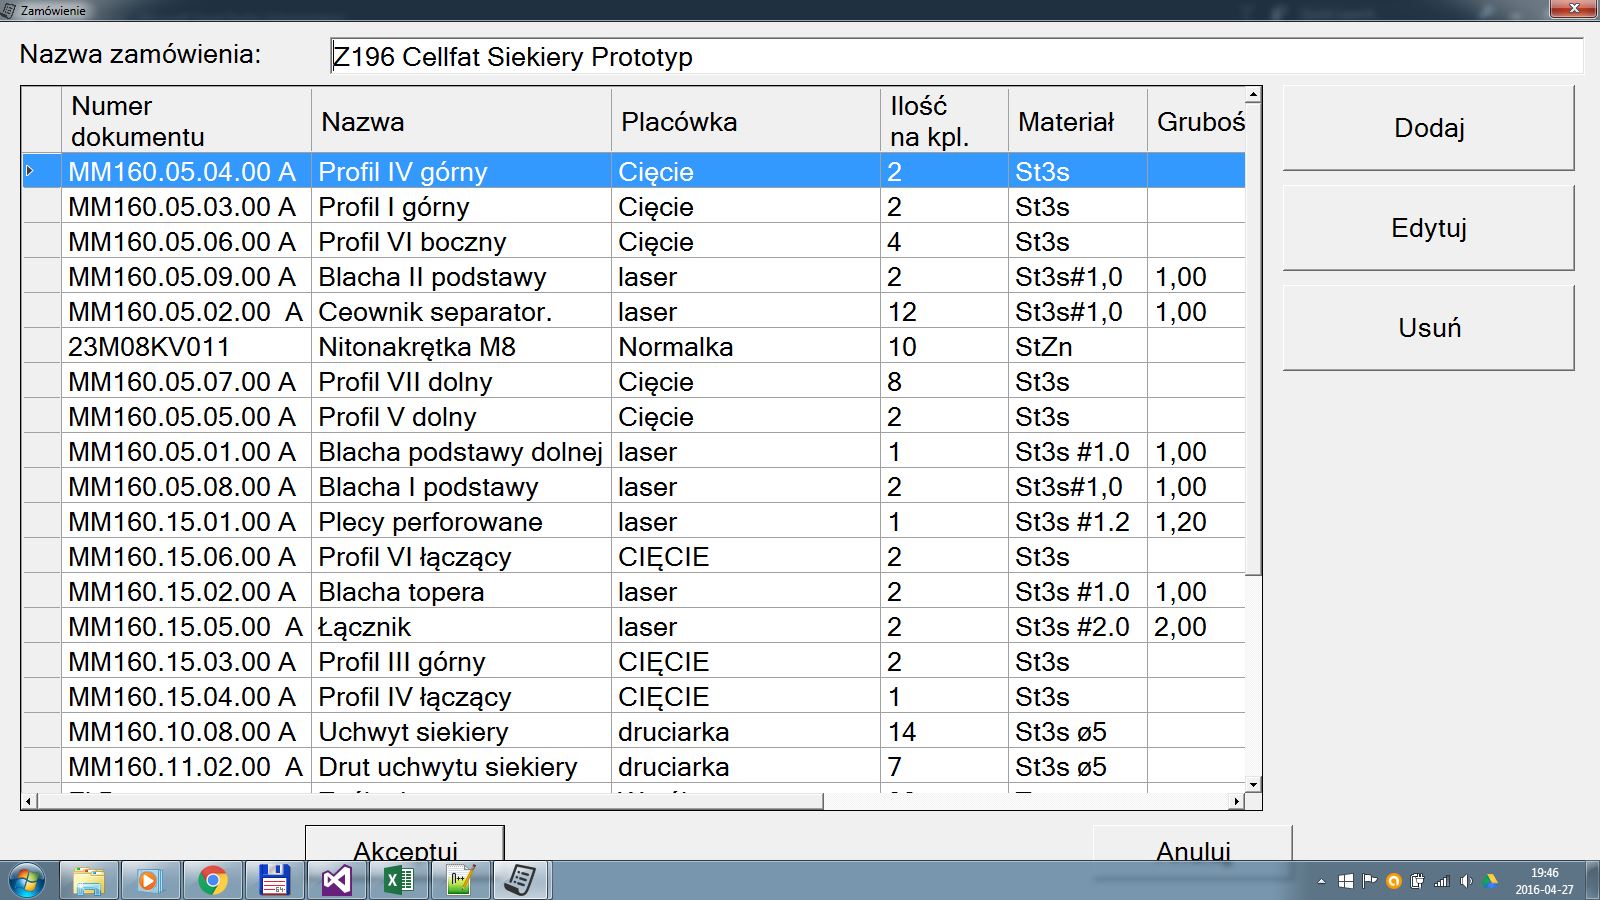 Zamówienie
Nazwa zamówienia: Z196 Cellfat Siekiery Prototyp
Numer dokumentu Nazwa Placówka Ilość na kpl. Materiał Gruboś
MM160.05.04.00 A Profil IV górny Cięcie 2 St3s
MM160.05.03.00 A Profil I górny Cięcie 2 St3s
MM160.05.06.00 A Profil VI boczny Cięcie 4 St3s
MM160.05.09.00 A Blacha II podstawy laser 2 St3s#1,0 1,00
MM160.05.02.00 A Ceownik separator. laser 12 St3s#1,0 1,00
23M08KV011 Nitonakrętka M8 Normalka 10 StZn
MM160.05.07.00 A Profil VII dolny Cięcie 8 St3s
MM160.05.05.00 A Profil V dolny Cięcie 2 St3s
MM160.05.01.00 A Blacha podstawy dolnej laser 1 St3s #1.0 1,00
MM160.05.08.00 A Blacha I podstawy laser 2 St3s#1,0 1,00
MM160.15.01.00 A Plecy perforowane laser 1 St3s #1.2 1,20
MM160.15.06.00 A Profil VI łączący CIĘCIE 2 St3s
MM160.15.02.00 A Blacha topera laser 2 St3s #1.0 1,00
MM160.15.05.00 A Łącznik laser 2 St3s #2.0 2,00
MM160.15.03.00 A Profil III górny CIĘCIE 2 St3s
MM160.15.04.00 A Profil IV łączący CIĘCIE 1 St3s
MM160.10.08.00 A Uchwyt siekiery druciarka 14 St3s ø5
MM160.11.02.00 A Drut uchwytu siekiery druciarka 7 St3s ø5
Dodaj
Edytuj
Usuń
Akceptuj
Anuluj
19:46
2016-04-27